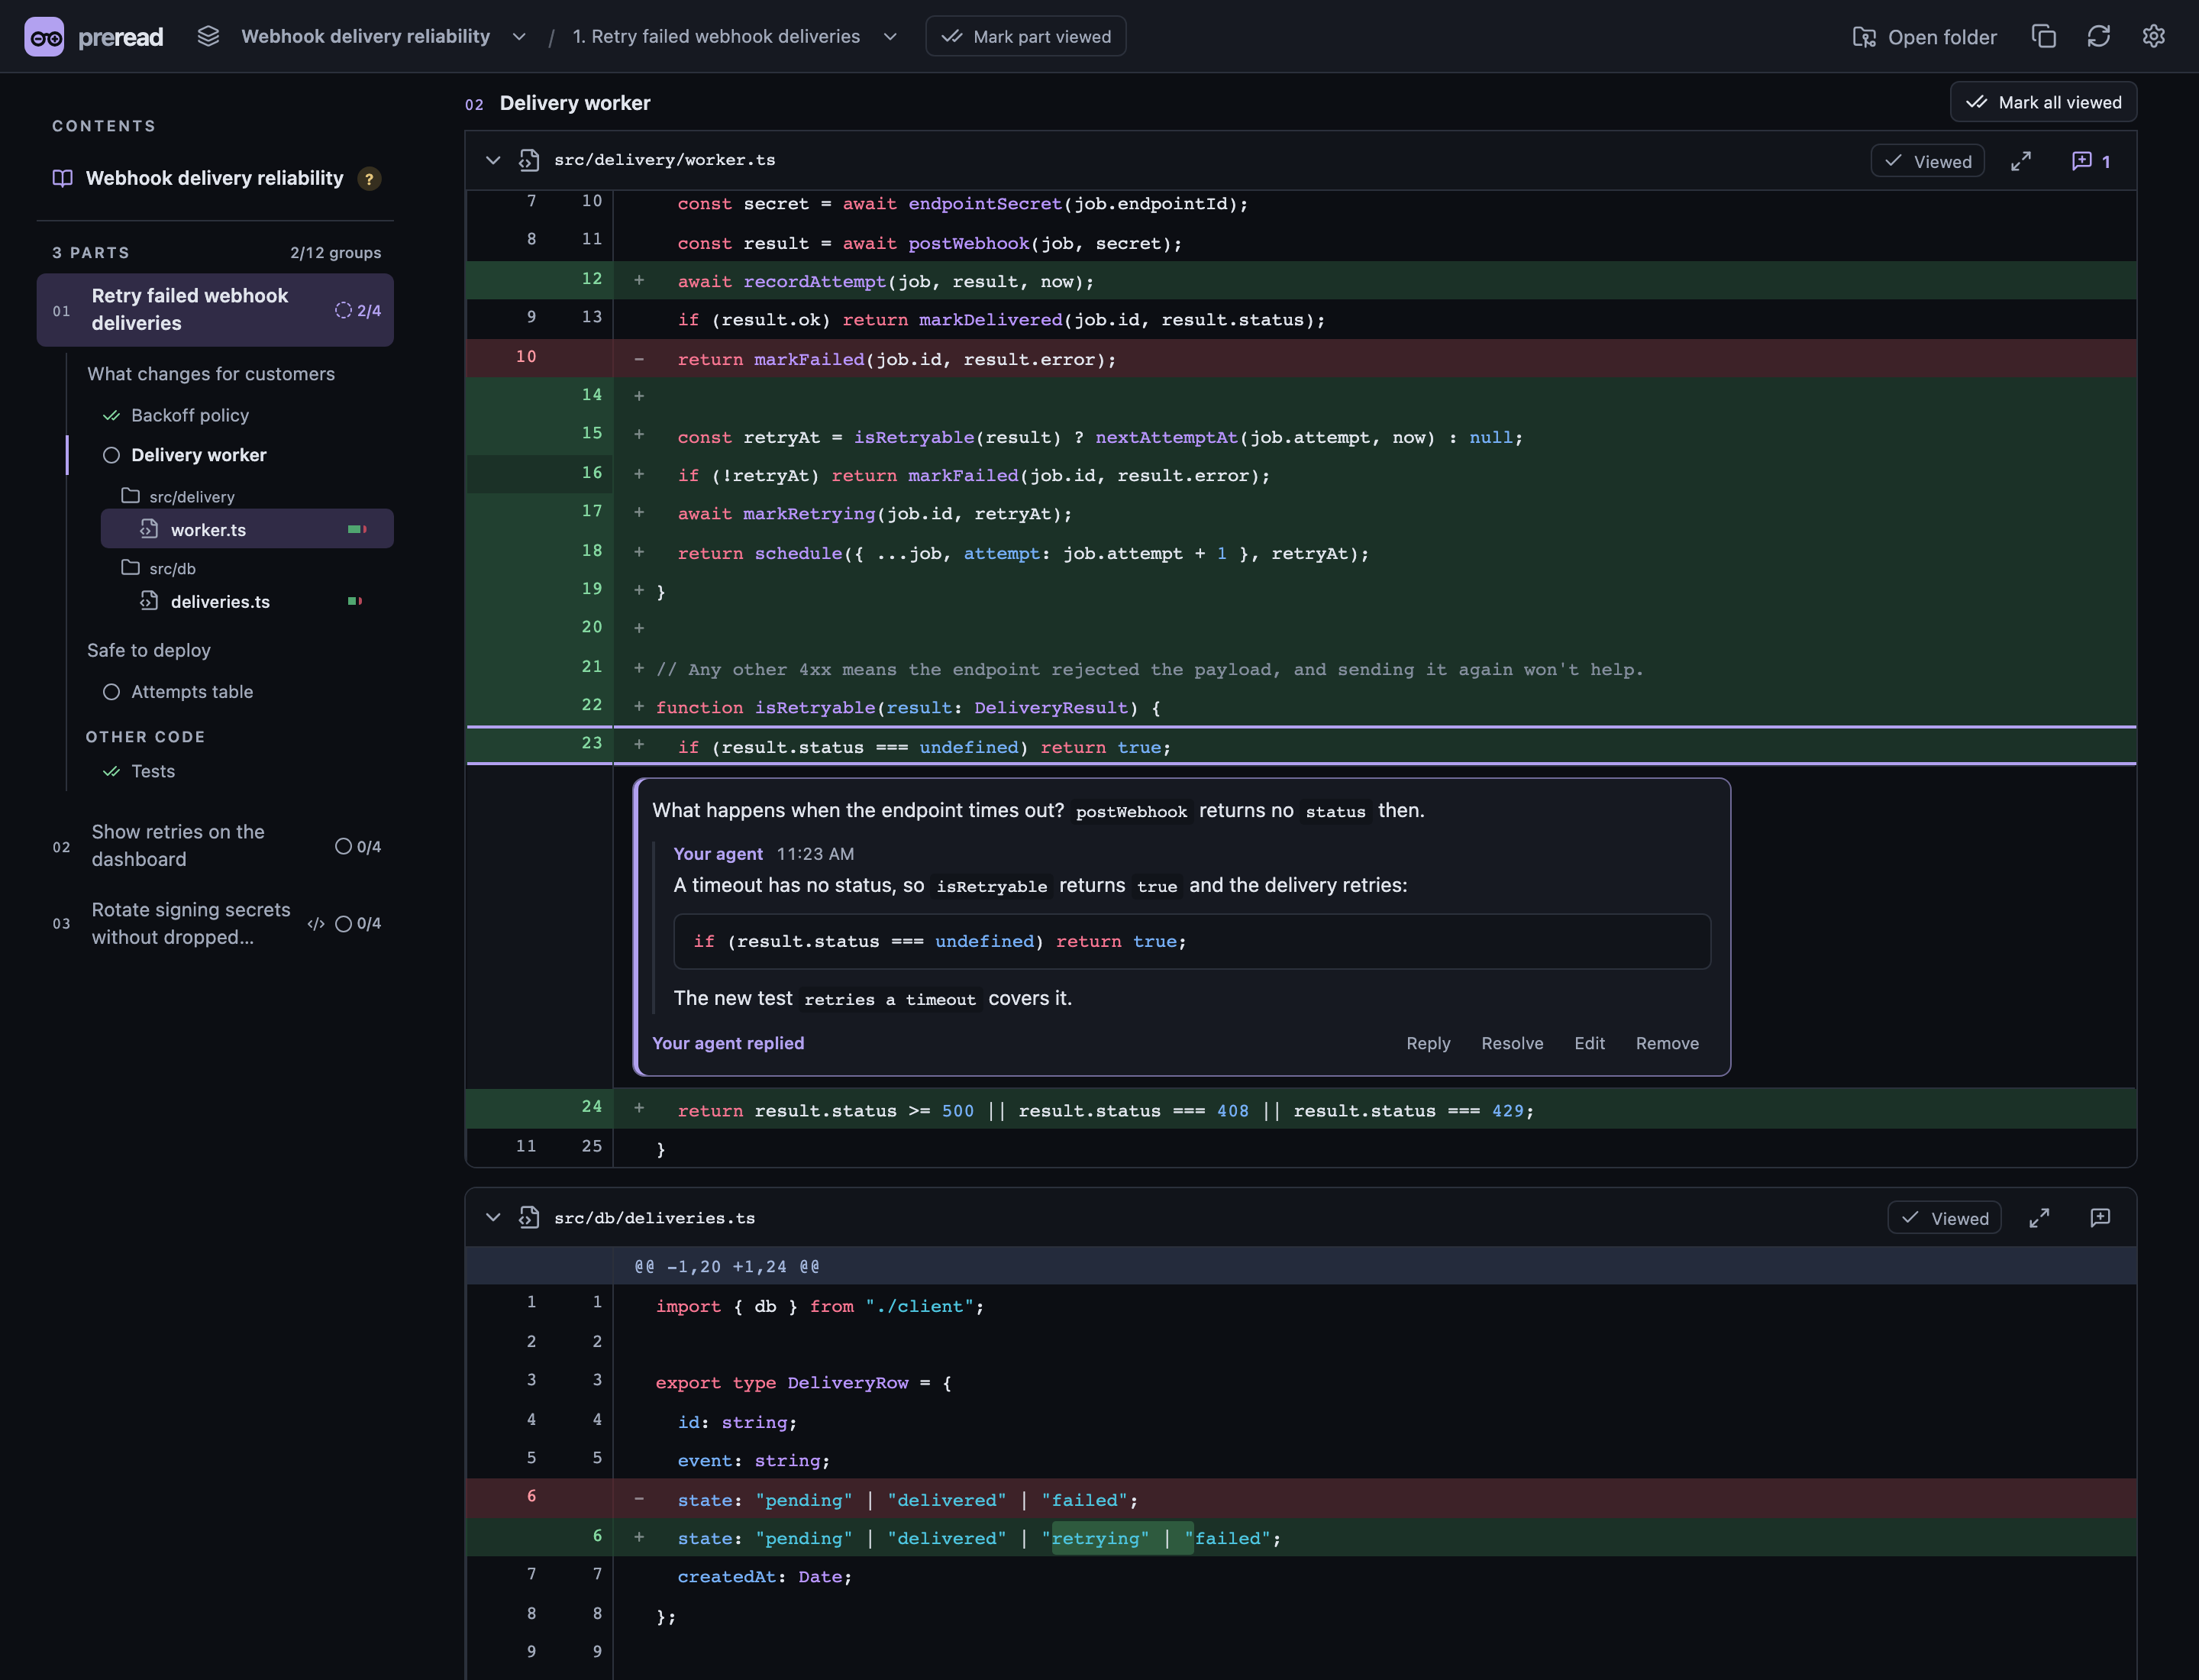 preread
Webhook delivery reliability / 1. Retry failed webhook deliveries
Mark part viewed
Open folder
CONTENTS
Webhook delivery reliability ?
3 PARTS 2/12 groups
01 Retry failed webhook deliveries 2/4
What changes for customers
Backoff policy
Delivery worker
src/delivery
worker.ts
src/db
deliveries.ts
Safe to deploy
Attempts table
OTHER CODE
Tests
02 Show retries on the dashboard 0/4
03 Rotate signing secrets without dropped... </> 0/4
02 Delivery worker
Mark all viewed
src/delivery/worker.ts
Viewed
1
7 10 const secret = await endpointSecret(job.endpointId);
8 11 const result = await postWebhook(job, secret);
12 + await recordAttempt(job, result, now);
9 13 if (result.ok) return markDelivered(job.id, result.status);
10 - return markFailed(job.id, result.error);
14 +
15 + const retryAt = isRetryable(result) ? nextAttemptAt(job.attempt, now) : null;
16 + if (!retryAt) return markFailed(job.id, result.error);
17 + await markRetrying(job.id, retryAt);
18 + return schedule({ ...job, attempt: job.attempt + 1 }, retryAt);
19 + }
20 +
21 + // Any other 4xx means the endpoint rejected the payload, and sending it again won't help.
22 + function isRetryable(result: DeliveryResult) {
23 + if (result.status === undefined) return true;
What happens when the endpoint times out? postWebhook returns no status then.
Your agent 11:23 AM
A timeout has no status, so isRetryable returns true and the delivery retries:
if (result.status === undefined) return true;
The new test retries a timeout covers it.
Your agent replied
Reply Resolve Edit Remove
24 + return result.status >= 500 || result.status === 408 || result.status === 429;
11 25 }
src/db/deliveries.ts
Viewed
@@ -1,20 +1,24 @@
1 1 import { db } from "./client";
2 2
3 3 export type DeliveryRow = {
4 4 id: string;
5 5 event: string;
6 - state: "pending" | "delivered" | "failed";
6 + state: "pending" | "delivered" | "retrying" | "failed";
7 7 createdAt: Date;
8 8 };
9 9